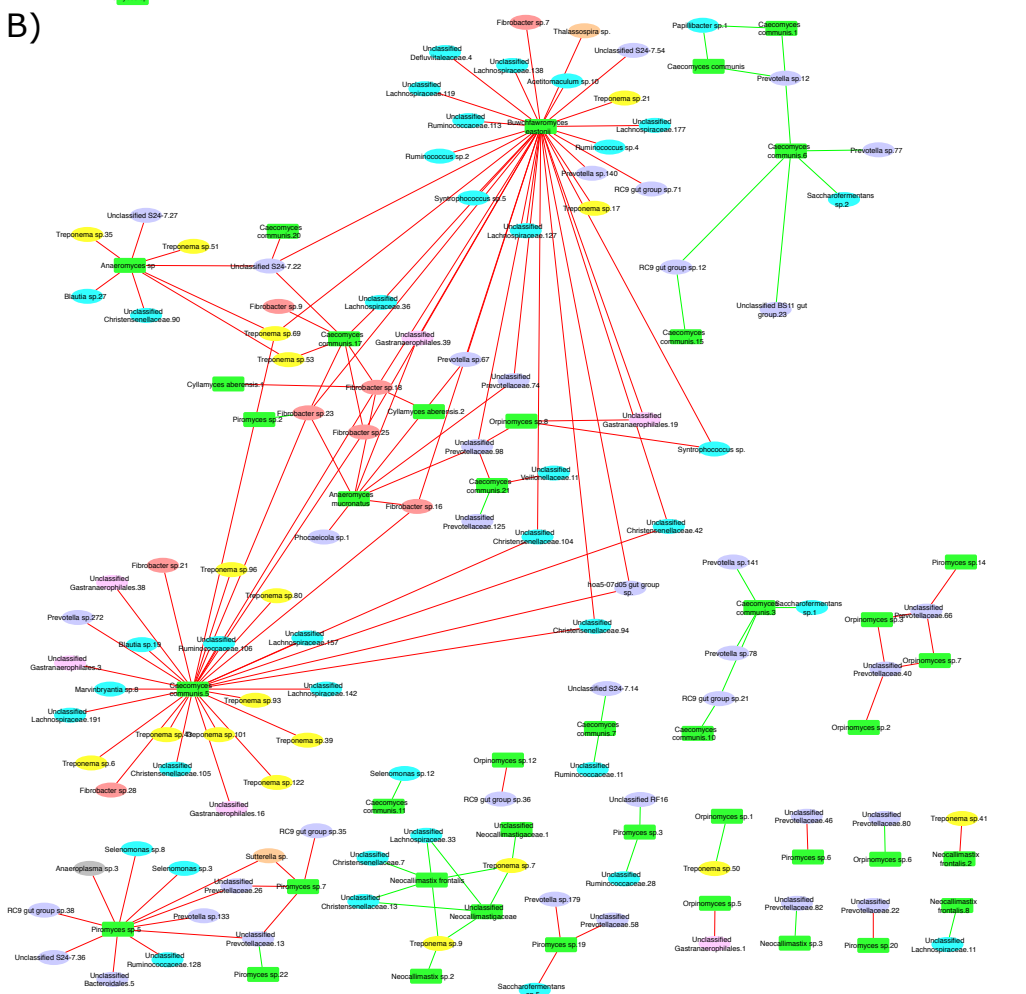 B)
Fibrobacter sp.7
Thalassospira sp.
Unclassified
Defluviitaleaceae.4
Unclassified
Lachnospiraceae.138
Unclassified S24-7.54
Acetitomaculum sp.10
Unclassified
Lachnospiraceae.119
Treponema sp.21
Unclassified
Ruminococcaceae.113
Buwchfawromyces
eastonii
Unclassified
Lachnospiraceae.177
Ruminococcus sp.2
Ruminococcus sp.4
Prevotella sp.140
RC9 gut group sp.71
Syntrophococcus sp.5
Treponema sp.17
Unclassified
Lachnospiraceae.127
Papillibacter sp.1
Caecomyces
communis.1
Caecomyces communis
Prevotella sp.12
Caecomyces
communis.6
Prevotella sp.77
Saccharofermentans
sp.2
RC9 gut group sp.12
Unclassified BS11 gut
group.23
Caecomyces
communis.15
Unclassified S24-7.27
Treponema sp.35
Treponema sp.51
Caecomyces
communis.20
Anaeromyces sp
Unclassified S24-7.22
Blautia sp.27
Unclassified
Christensenellaceae.90
Fibrobacter sp.9
Unclassified
Lachnospiraceae.36
Treponema sp.69
Caecomyces
communis.17
Unclassified
Gastranaerophilales.39
Treponema sp.53
Prevotella sp.67
Cyllamyces aberensis.1
Fibrobacter sp.18
Unclassified
Prevotellaceae.74
Piromyces sp.2
Fibrobacter sp.23
Cyllamyces aberensis.2
Orpinomyces sp.8
Unclassified
Gastranaerophilales.19
Fibrobacter sp.25
Unclassified
Prevotellaceae.98
Syntrophococcus sp.
Caecomyces
communis.21
Unclassified
Veillonellaceae.11
Anaeromyces
mucronatus
Fibrobacter sp.16
Unclassified
Prevotellaceae.125
Phocaeicola sp.1
Unclassified
Christensenellaceae.104
Unclassified
Christensenellaceae.42
Fibrobacter sp.21
Treponema sp.96
Unclassified
Gastranaerophilales.38
Treponema sp.80
hoa5-07d05 gut group
sp.
Prevotella sp.272
Blautia sp.19
Unclassified
Ruminococcaceae.106
Unclassified
Lachnospiraceae.157
Unclassified
Christensenellaceae.94
Unclassified
Gastranaerophilales.3
Marvinbryantia sp.8
Caecomyces
communis.5
Unclassified
Lachnospiraceae.142
Treponema sp.93
Unclassified
Lachnospiraceae.191
Treponema sp.101
Treponema sp.39
Treponema sp.6
Unclassified
Christensenellaceae.105
Treponema sp.122
Fibrobacter sp.28
Unclassified
Gastranaerophilales.16
Prevotella sp.141
Caecomyces
communis.3
Saccharofermentans
sp.1
Prevotella sp.78
RC9 gut group sp.21
Caecomyces
communis.10
Piromyces sp.14
Orpinomyces sp.3
Unclassified
Prevotellaceae.66
Unclassified
Prevotellaceae.40
Orpinomyces sp.7
Orpinomyces sp.2
Unclassified S24-7.14
Caecomyces
communis.7
Unclassified
Ruminococcaceae.11
Selenomonas sp.12
Caecomyces
communis.11
Orpinomyces sp.12
RC9 gut group sp.36
Unclassified RF16
Piromyces sp.3
Unclassified
Ruminococcaceae.28
Orpinomyces sp.1
Treponema sp.50
Unclassified
Prevotellaceae.46
Piromyces sp.6
Unclassified
Prevotellaceae.80
Orpinomyces sp.6
Treponema sp.41
Neocallimastix
frontalis.2
RC9 gut group sp.35
Selenomonas sp.8
Anaeroplasma sp.3
Selenomonas sp.3
Sutterella sp.
Unclassified
Prevotellaceae.26
Piromyces sp.7
RC9 gut group sp.38
Prevotella sp.133
Unclassified
Prevotellaceae.13
Unclassified S24-7.36
Unclassified
Bacteroidales.5
Unclassified
Ruminococcaceae.128
Piromyces sp.22
Unclassified
Lachnospiraceae.33
Unclassified
Neocallimastigaceae.1
Unclassified
Christensenellaceae.7
Neocallimastix frontalis
Treponema sp.7
Unclassified
Christensenellaceae.13
Unclassified
Neocallimastigaceae
Treponema sp.9
Neocallimastix sp.2
Prevotella sp.179
Unclassified
Prevotellaceae.58
Piromyces sp.19
Saccharofermentans
Orpinomyces sp.5
Unclassified
Gastranaerophilales.1
Unclassified
Prevotellaceae.82
Neocallimastix sp.3
Unclassified
Prevotellaceae.22
Piromyces sp.20
Neocallimastix
frontalis.8
Unclassified
Lachnospiraceae.11